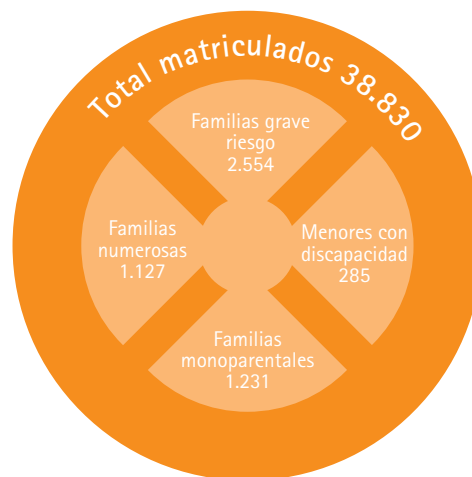 Total matriculados 38.830
Familias grave
riesgo
2.554
Familias
numerosas
1.127
Menores con
discapacidad
285
Familias
monoparentales
1.231